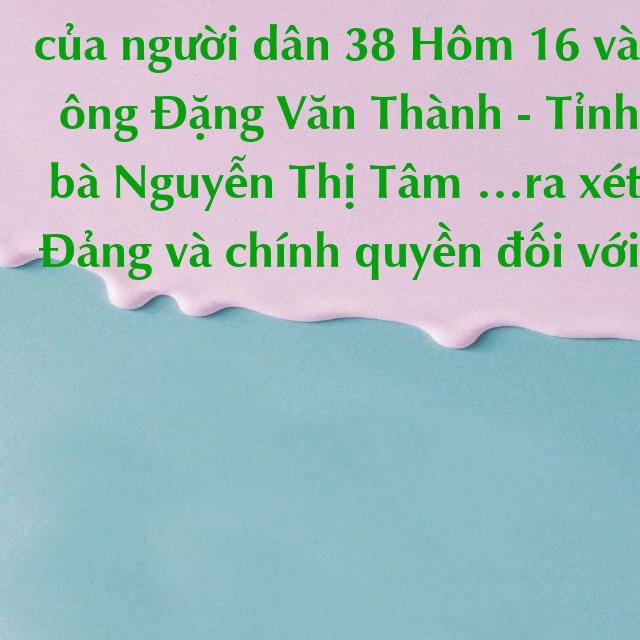 của người dân 38 Hôm 16 và
ông Đặng Văn Thành - Tỉnh
bà Nguyễn Thị Tâm …ra xét
Đảng và chính quyền đối với